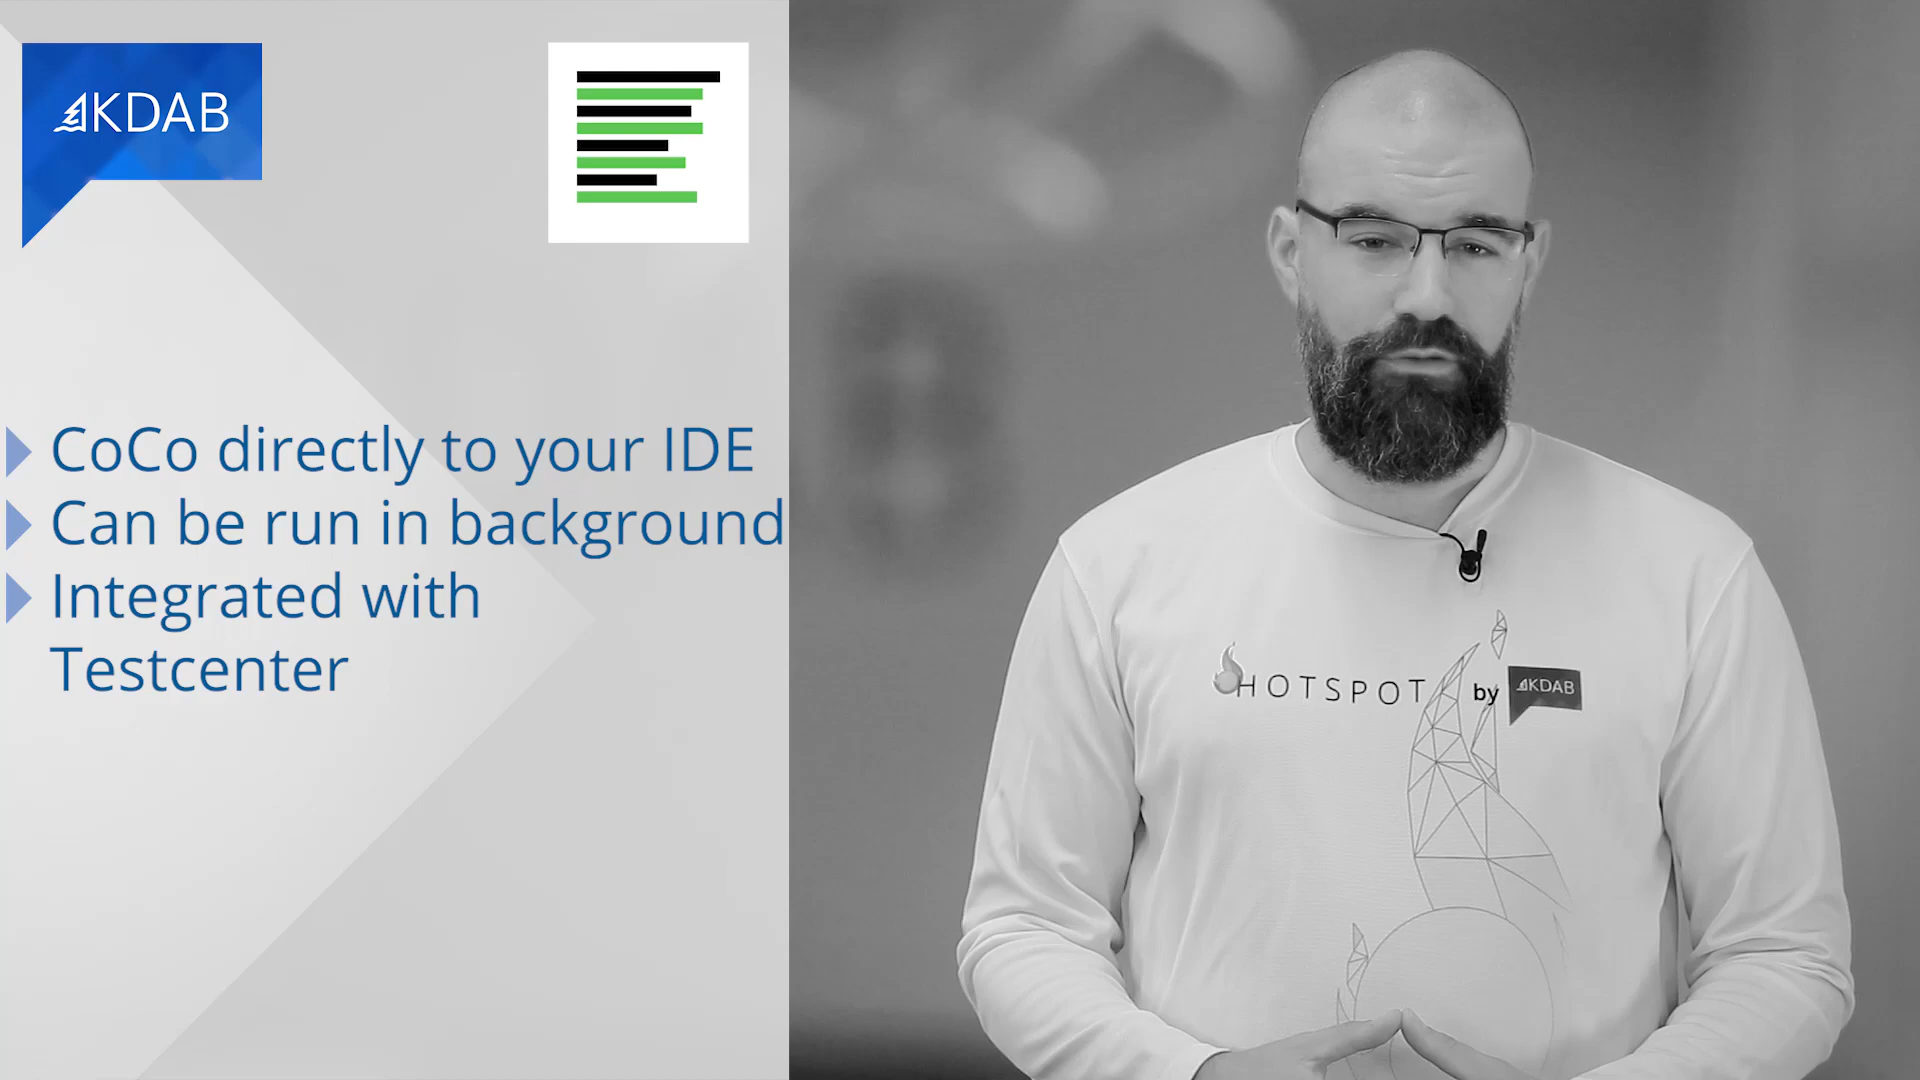 KDAB
CoCo directly to your IDE
Can be run in background
Integrated with
Testcenter
HOTSPOT by KDAB